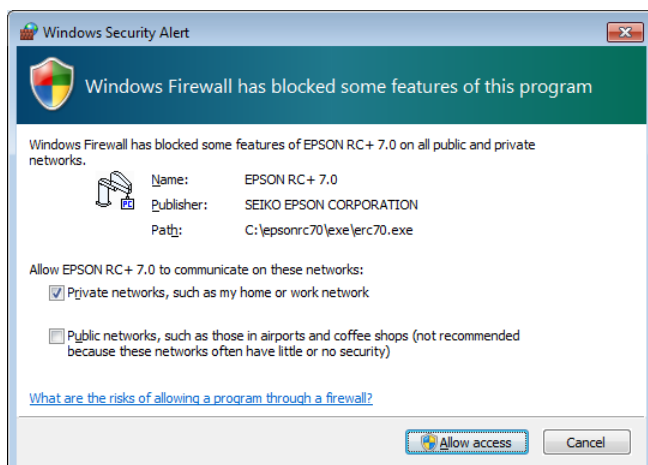 Windows Security Alert
Windows Firewall has blocked some features of this program
Windows Firewall has blocked some features of EPSON RC+ 7.0 on all public and private
networks.
Name: EPSON RC+ 7.0
PC
Publisher: SEIKO EPSON CORPORATION
Path: C:\epsonrc70\exe\erc70.exe
Allow EPSON RC+ 7.0 to communicate on these networks:
Private networks, such as my home or work network
Public networks, such as those in airports and coffee shops (not recommended
because these networks often have little or no security)
What are the risks of allowing a program through a firewall?
Allow access Cancel